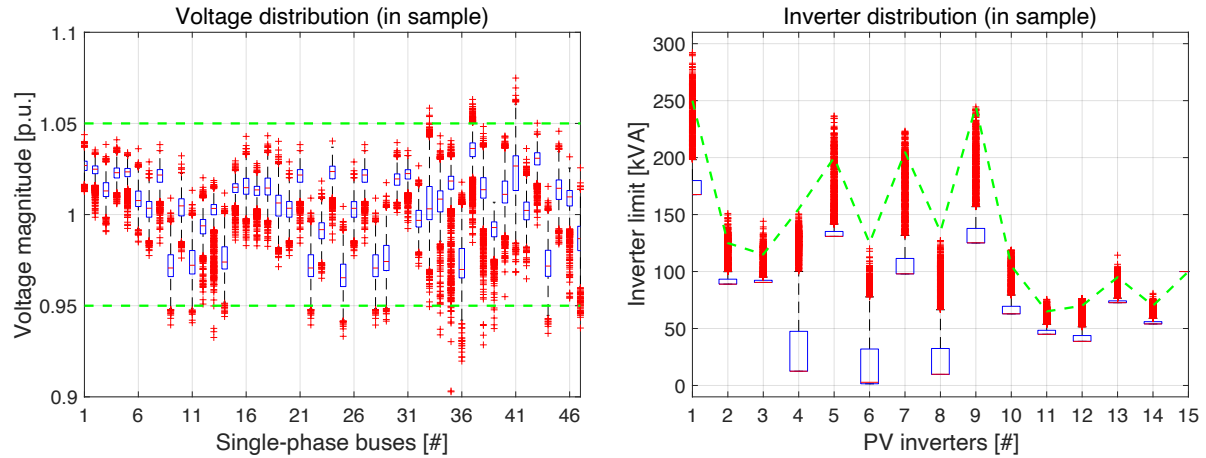 Voltage distribution (in sample)
1.1
1.05
1
0.95
0.9
Voltage magnitude [p.u.]
1 6 11 16 21 26 31 36 41 46
Single-phase buses [#]
Inverter distribution (in sample)
300
250
200
150
100
50
0
Inverter limit [kVA]
1 2 3 4 5 6 7 8 9 10 11 12 13 14 15
PV inverters [#]